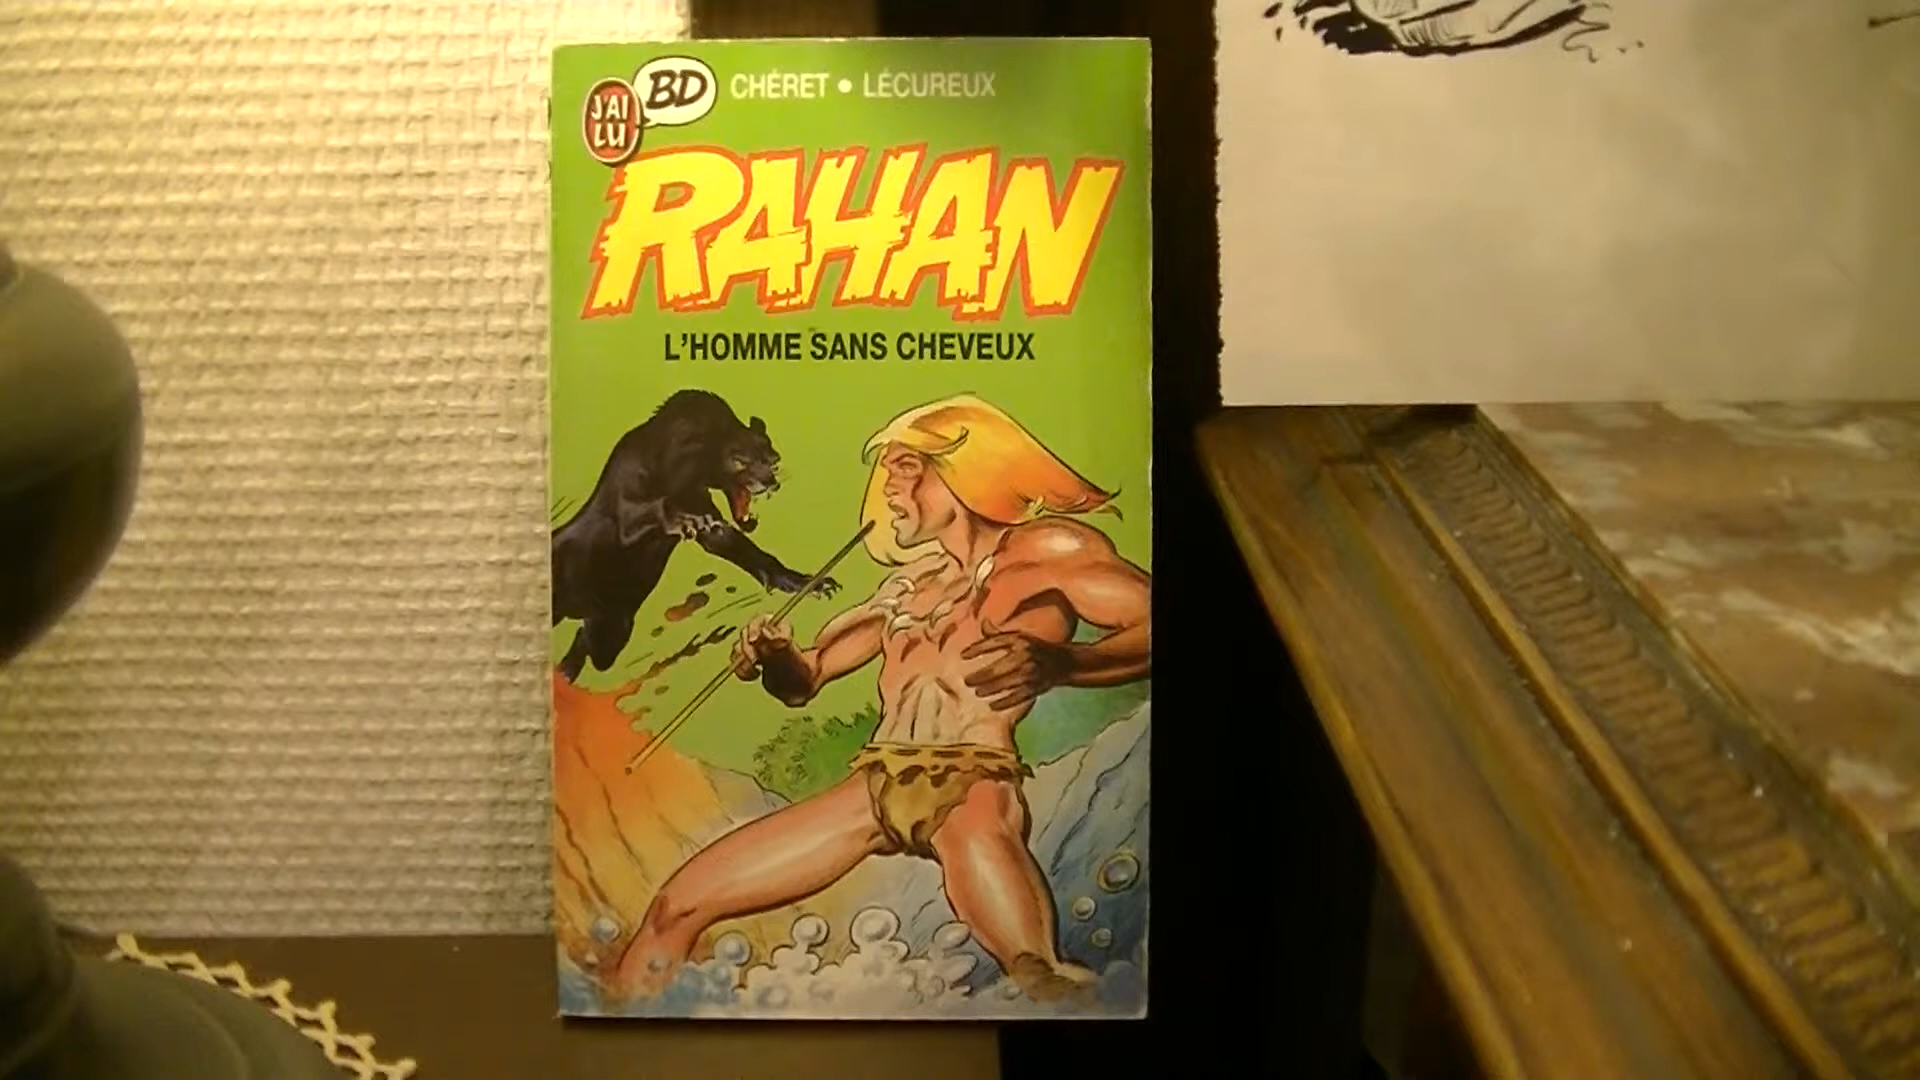 J'AI
LU
BD
CHÉRET • LÉCUREUX
RAHAN
L'HOMME SANS CHEVEUX